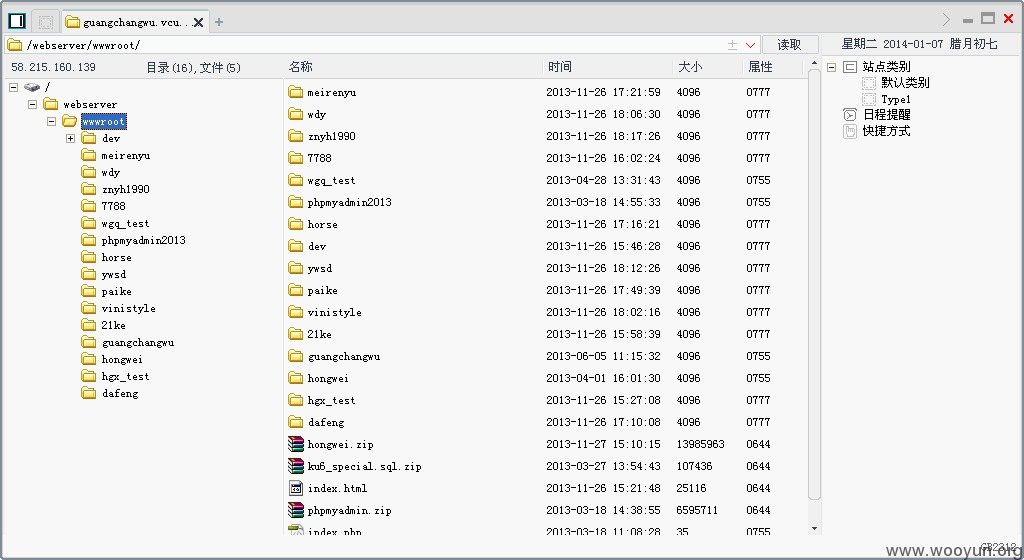 guangchangwu.vcu...
/webserver/wwwroot/ 读取 星期二 2014-01-07 腊月初七
58.215.160.139 目录(16),文件(5) 名称 时间 大小 属性
/
webserver
wwwroot
dev
meirenyu
wdy
znyh1990
7788
wgq_test
phpmyadmin2013
horse
ywsd
paike
vinistyle
21ke
guangchangwu
hongwei
hgx_test
dafeng
meirenyu 2013-11-26 17:21:59 4096 0777
wdy 2013-11-26 18:06:30 4096 0777
znyh1990 2013-11-26 18:17:26 4096 0777
7788 2013-11-26 16:02:24 4096 0777
wgq_test 2013-04-28 13:31:43 4096 0755
phpmyadmin2013 2013-03-18 14:55:33 4096 0755
horse 2013-11-26 17:16:21 4096 0777
dev 2013-11-26 15:46:28 4096 0777
ywsd 2013-11-26 18:12:26 4096 0777
paike 2013-11-26 17:49:39 4096 0777
vinistyle 2013-11-26 18:02:16 4096 0777
21ke 2013-11-26 15:58:39 4096 0777
guangchangwu 2013-06-05 11:15:32 4096 0755
hongwei 2013-04-01 16:01:30 4096 0755
hgx_test 2013-11-26 15:27:08 4096 0777
dafeng 2013-11-26 17:10:08 4096 0777
hongwei.zip 2013-11-27 15:10:15 13985963 0644
ku6_special.sql.zip 2013-03-27 13:54:43 107436 0644
index.html 2013-11-26 15:21:48 25116 0644
phpmyadmin.zip 2013-03-18 14:38:55 6595711 0644
index.php 2013-03-18 11:08:28 35 0755
站点类别
默认类别
Type1
日程提醒
快捷方式
GB2312
www.wooyun.org